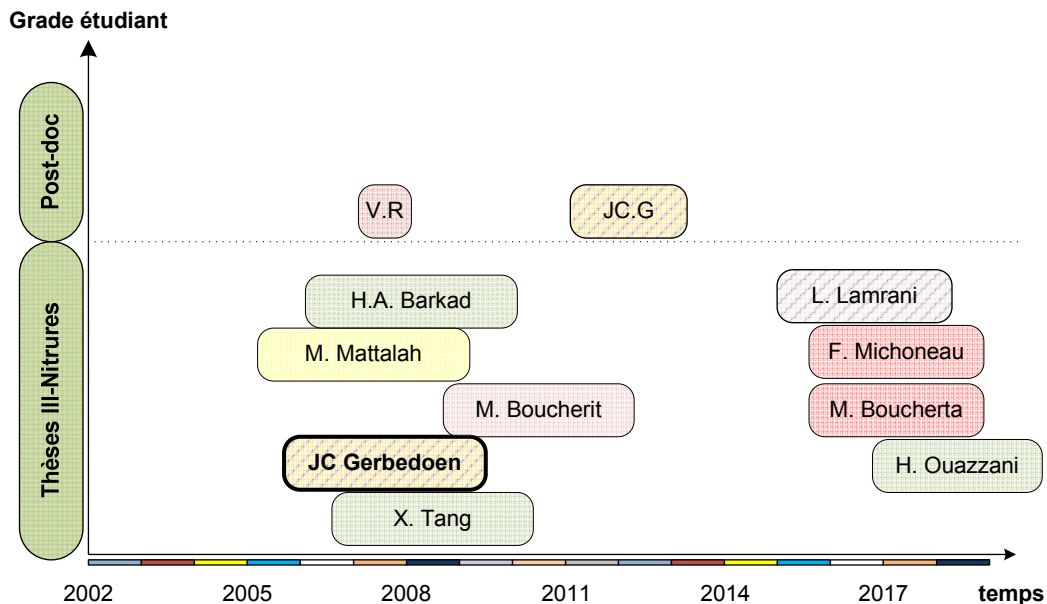 Grade étudiant
Post-doc
V.R
JC.G
Thèses III-Nitrures
H.A. Barkad
L. Lamrani
M. Mattalah
F. Michoneau
M. Boucherit
M. Boucherta
JC Gerbedoen
H. Ouazzani
X. Tang
2002 2005 2008 2011 2014 2017 temps